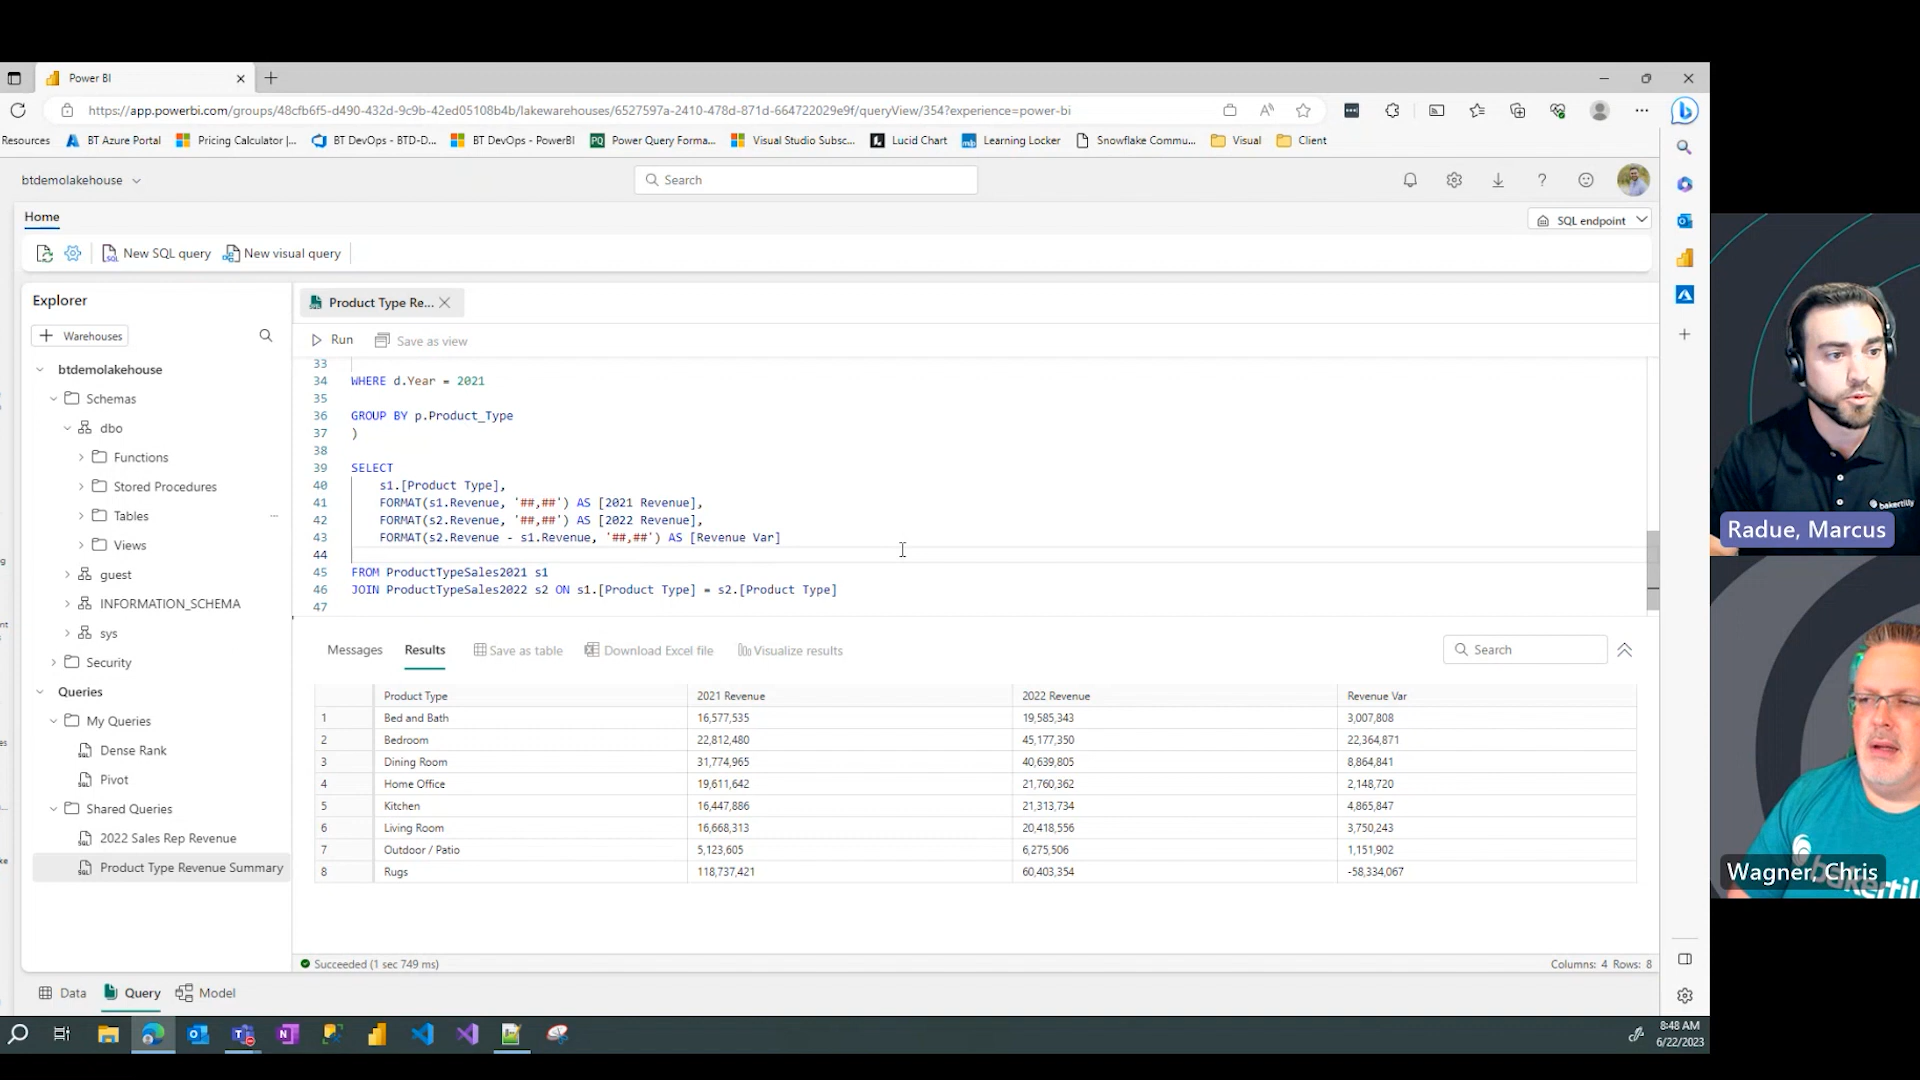 Power BI
https://app.powerbi.com/groups/48cfb6f5-d490-432d-9c9b-42ed05108b4b/lakewarehouses/6527597a-2410-478d-871d-664722029e9f/queryView/354?experience=power-bi
Resources BT Azure Portal Pricing Calculator |... BT DevOps - BTD-D... BT DevOps - PowerBI Power Query Forma... Visual Studio Subsc... Lucid Chart Learning Locker Snowflake Commu... Visual Client
btdemolakehouse
Search
Home
SQL endpoint
New SQL query New visual query
Explorer
Warehouses
btdemolakehouse
Schemas
dbo
Functions
Stored Procedures
Tables
Views
guest
INFORMATION_SCHEMA
sys
Security
Queries
My Queries
Dense Rank
Pivot
Shared Queries
2022 Sales Rep Revenue
Product Type Revenue Summary
Product Type Re...
Run Save as view
33
34 WHERE d.Year = 2021
35
36 GROUP BY p.Product_Type
37 )
38
39 SELECT
40 s1.[Product Type],
41 FORMAT(s1.Revenue, '##,##') AS [2021 Revenue],
42 FORMAT(s2.Revenue, '##,##') AS [2022 Revenue],
43 FORMAT(s2.Revenue - s1.Revenue, '##,##') AS [Revenue Var]
44
45 FROM ProductTypeSales2021 s1
46 JOIN ProductTypeSales2022 s2 ON s1.[Product Type] = s2.[Product Type]
47
Messages Results Save as table Download Excel file Visualize results Search
Product Type 2021 Revenue 2022 Revenue Revenue Var
1 Bed and Bath 16,577,535 19,585,343 3,007,808
2 Bedroom 22,812,480 45,177,350 22,364,871
3 Dining Room 31,774,965 40,639,805 8,864,841
4 Home Office 19,611,642 21,760,362 2,148,720
5 Kitchen 16,447,886 21,313,734 4,865,847
6 Living Room 16,668,313 20,418,556 3,750,243
7 Outdoor / Patio 5,123,605 6,275,506 1,151,902
8 Rugs 118,737,421 60,403,354 -58,334,067
Succeeded (1 sec 749 ms) Columns: 4 Rows: 8
Data Query Model
8:48 AM
6/22/2023
bakertilly
Radue, Marcus
Wagner, Chris
bakertilly